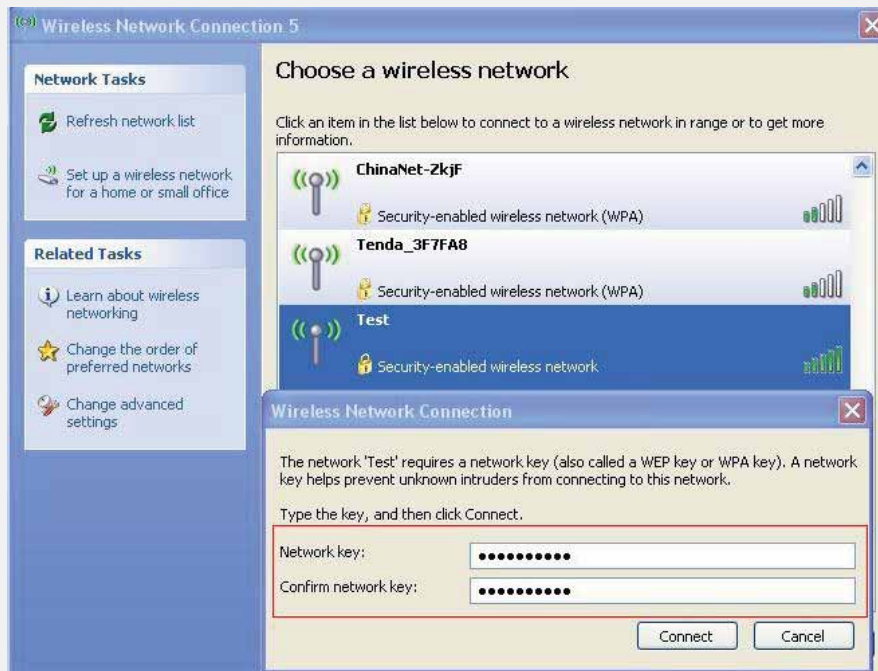 Wireless Network Connection 5
Network Tasks
Refresh network list
Set up a wireless network
for a home or small office
Related Tasks
Learn about wireless
networking
Change the order of
preferred networks
Change advanced
settings
Choose a wireless network
Click an item in the list below to connect to a wireless network in range or to get more
information.
ChinaNet-ZkjF
Security-enabled wireless network (WPA)
Tenda_3F7FA8
Security-enabled wireless network (WPA)
Test
Security-enabled wireless network
Wireless Network Connection
The network 'Test' requires a network key (also called a WEP key or WPA key). A network
key helps prevent unknown intruders from connecting to this network.
Type the key, and then click Connect.
Network key: ●●●●●●●●●●
Confirm network key: ●●●●●●●●●●
Connect Cancel